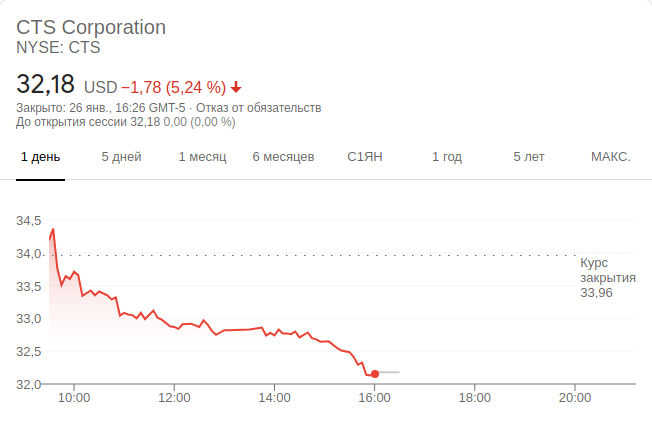 CTS Corporation
NYSE: CTS
32,18 USD −1,78 (5,24 %)
Закрыто: 26 янв., 16:26 GMT-5 · Отказ от обязательств
До открытия сессии 32,18 0,00 (0,00 %)
1 день 5 дней 1 месяц 6 месяцев С1ЯН 1 год 5 лет МАКС.
34,5
34,0
Курс
закрытия
33,96
33,5
33,0
32,5
32,0
10:00 12:00 14:00 16:00 18:00 20:00